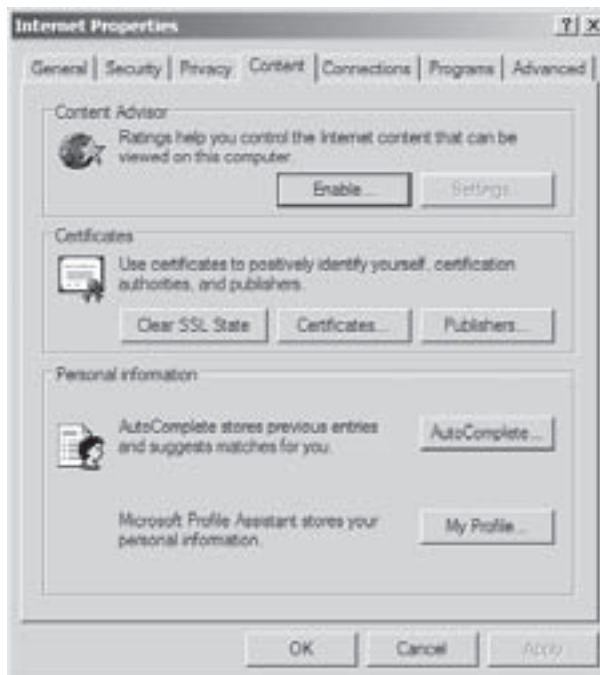 Internet Properties
? X
General Security Privacy Content Connections Programs Advanced
Content Advisor
Ratings help you control the Internet content that can be
viewed on this computer.
Enable... Settings...
Certificates
Use certificates to positively identify yourself, certification
authorities, and publishers.
Clear SSL State Certificates... Publishers...
Personal information
AutoComplete stores previous entries
and suggests matches for you.
AutoComplete...
Microsoft Profile Assistant stores your
personal information.
My Profile...
OK Cancel Apply